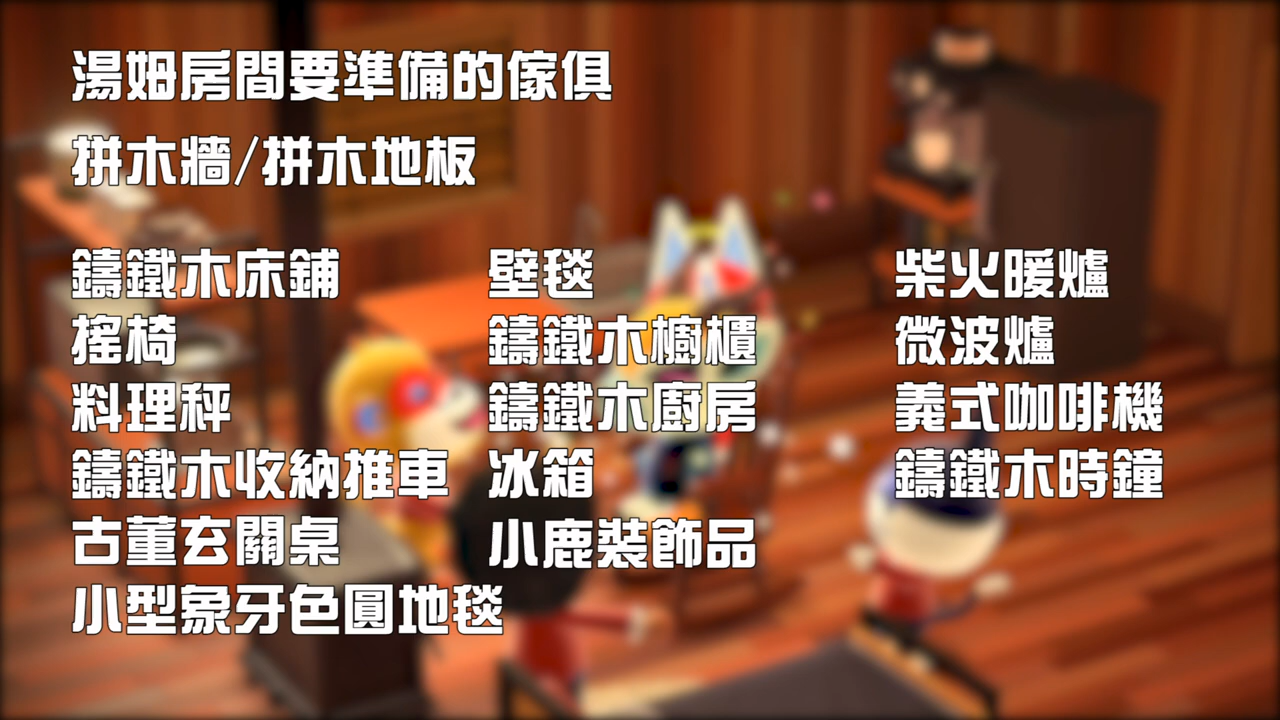 湯姆房間要準備的傢俱
拼木牆/拼木地板
鑄鐵木床鋪
搖椅
料理秤
鑄鐵木收納推車
古董玄關桌
小型象牙色圓地毯
壁毯
鑄鐵木櫥櫃
鑄鐵木廚房
冰箱
小鹿裝飾品
柴火暖爐
微波爐
義式咖啡機
鑄鐵木時鐘